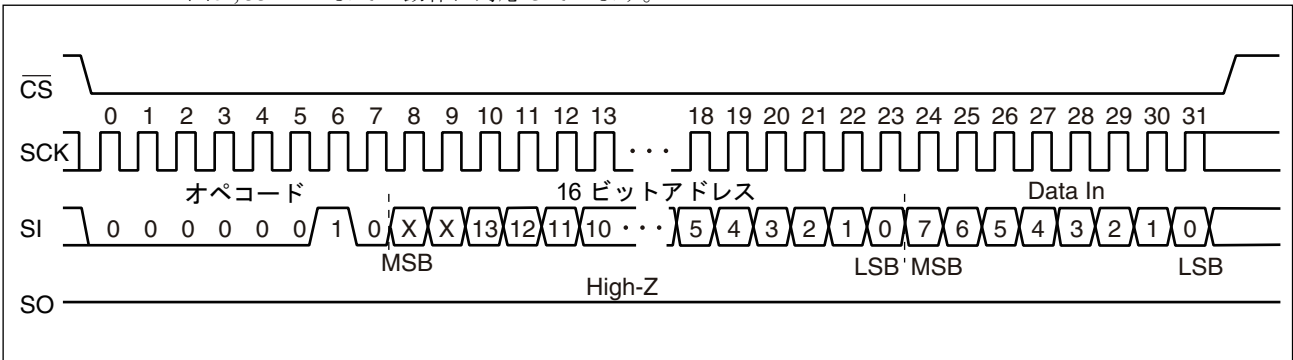 CS
0 1 2 3 4 5 6 7 8 9 10 11 12 13 18 19 20 21 22 23 24 25 26 27 28 29 30 31
SCK ・・・
オペコード 16 ビットアドレス Data In
SI 0 0 0 0 0 0 1 0 X X 13 12 11 10 ・・・ 5 4 3 2 1 0 7 6 5 4 3 2 1 0
MSB LSB MSB LSB
High-Z
SO